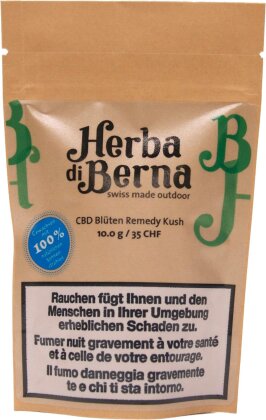 Herba
di Berna
swiss made outdoor
CBD Blüten Remedy Kush
10.0 g / 35 CHF
100%
Rauchen fügt Ihnen und den
Menschen in Ihrer Umgebung
erheblichen Schaden zu.
Fumer nuit gravement à votre santé
et à celle de votre entourage.
Il fumo danneggia gravemente
te e chi ti sta intorno.